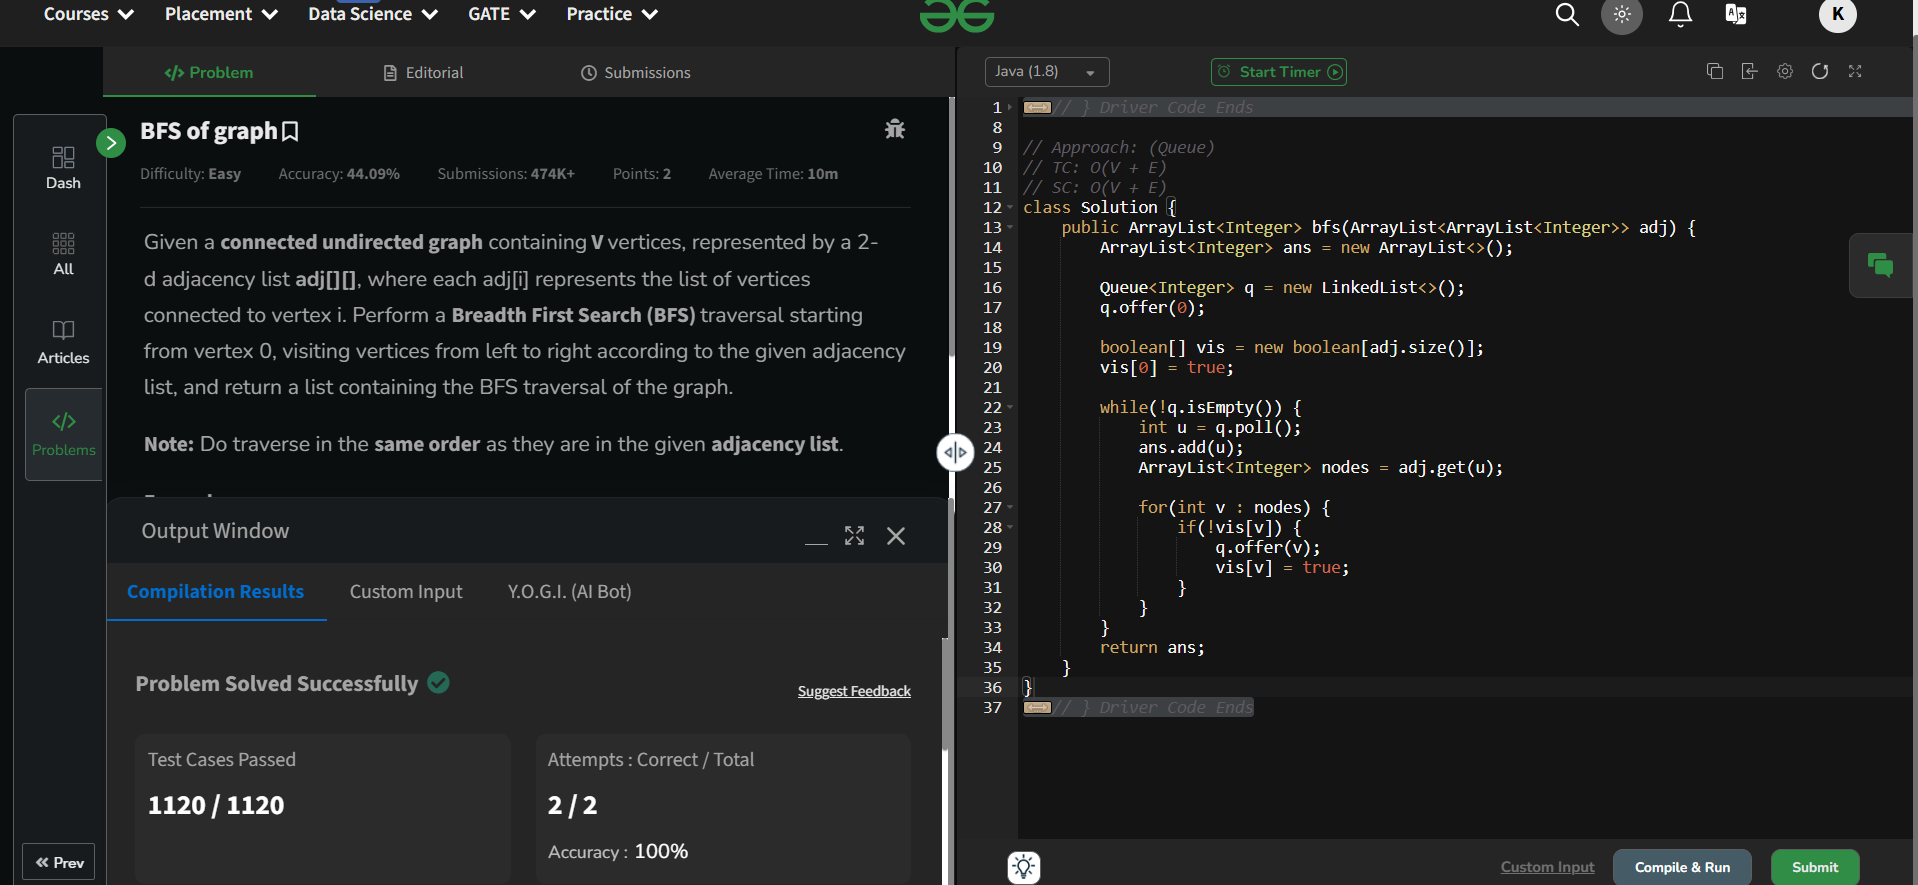 Courses Placement Data Science GATE Practice
K
Problem Editorial Submissions
Dash
All
Articles
Problems
Prev
BFS of graph
Difficulty: Easy Accuracy: 44.09% Submissions: 474K+ Points: 2 Average Time: 10m
Given a connected undirected graph containing V vertices, represented by a 2-
d adjacency list adj[][], where each adj[i] represents the list of vertices
connected to vertex i. Perform a Breadth First Search (BFS) traversal starting
from vertex 0, visiting vertices from left to right according to the given adjacency
list, and return a list containing the BFS traversal of the graph.
Note: Do traverse in the same order as they are in the given adjacency list.
Output Window
Compilation Results Custom Input Y.O.G.I. (AI Bot)
Problem Solved Successfully
Suggest Feedback
Test Cases Passed
1120 / 1120
Attempts : Correct / Total
2 / 2
Accuracy : 100%
Java (1.8)
Start Timer
1 // } Driver Code Ends
8
9 // Approach: (Queue)
10 // TC: O(V + E)
11 // SC: O(V + E)
12 class Solution {
13 public ArrayList<Integer> bfs(ArrayList<ArrayList<Integer>> adj) {
14 ArrayList<Integer> ans = new ArrayList<>();
15
16 Queue<Integer> q = new LinkedList<>();
17 q.offer(0);
18
19 boolean[] vis = new boolean[adj.size()];
20 vis[0] = true;
21
22 while(!q.isEmpty()) {
23 int u = q.poll();
24 ans.add(u);
25 ArrayList<Integer> nodes = adj.get(u);
26
27 for(int v : nodes) {
28 if(!vis[v]) {
29 q.offer(v);
30 vis[v] = true;
31 }
32 }
33 }
34 return ans;
35 }
36 }
37 // } Driver Code Ends
Custom Input
Compile & Run
Submit